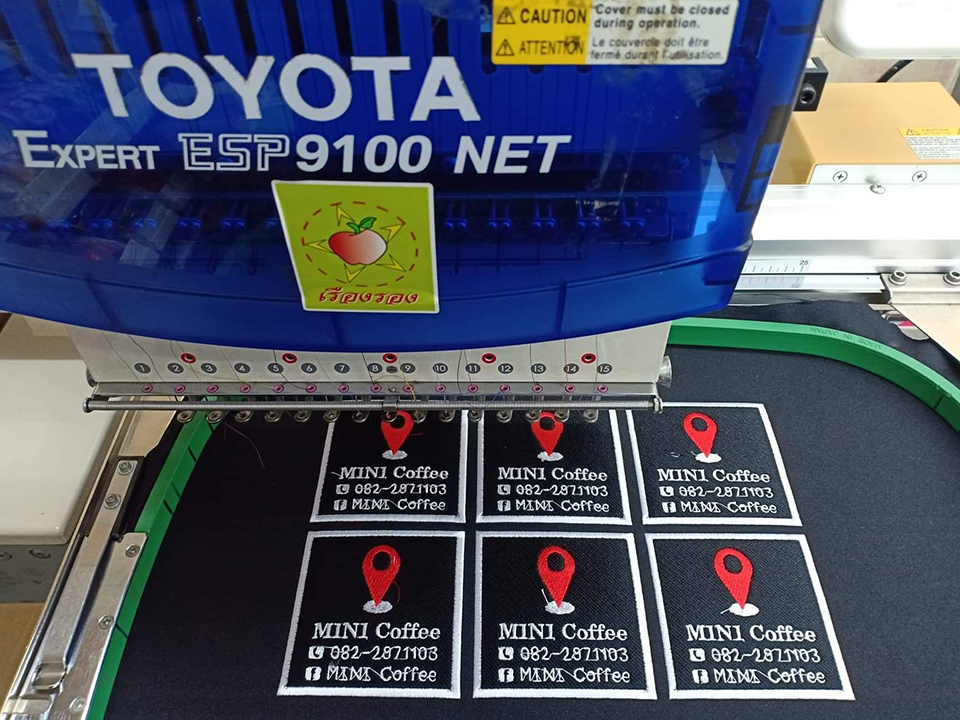 CAUTION Cover must be closed
during operation.
ATTENTION Le couvercle doit être
fermé durant l'utilisation.
TOYOTA
EXPERT ESP9100 NET
เรืองรอง
25
MADE IN JAPAN
1 2 3 4 5 6 7 8 9 10 11 12 13 14 15
MINI Coffee
082-2871103
MINI Coffee
MINI Coffee
082-2871103
MINI Coffee
MINI Coffee
082-2871103
MINI Coffee
MINI Coffee
082-2871103
MINI Coffee
MINI Coffee
082-2871103
MINI Coffee
MINI Coffee
082-2871103
MINI Coffee